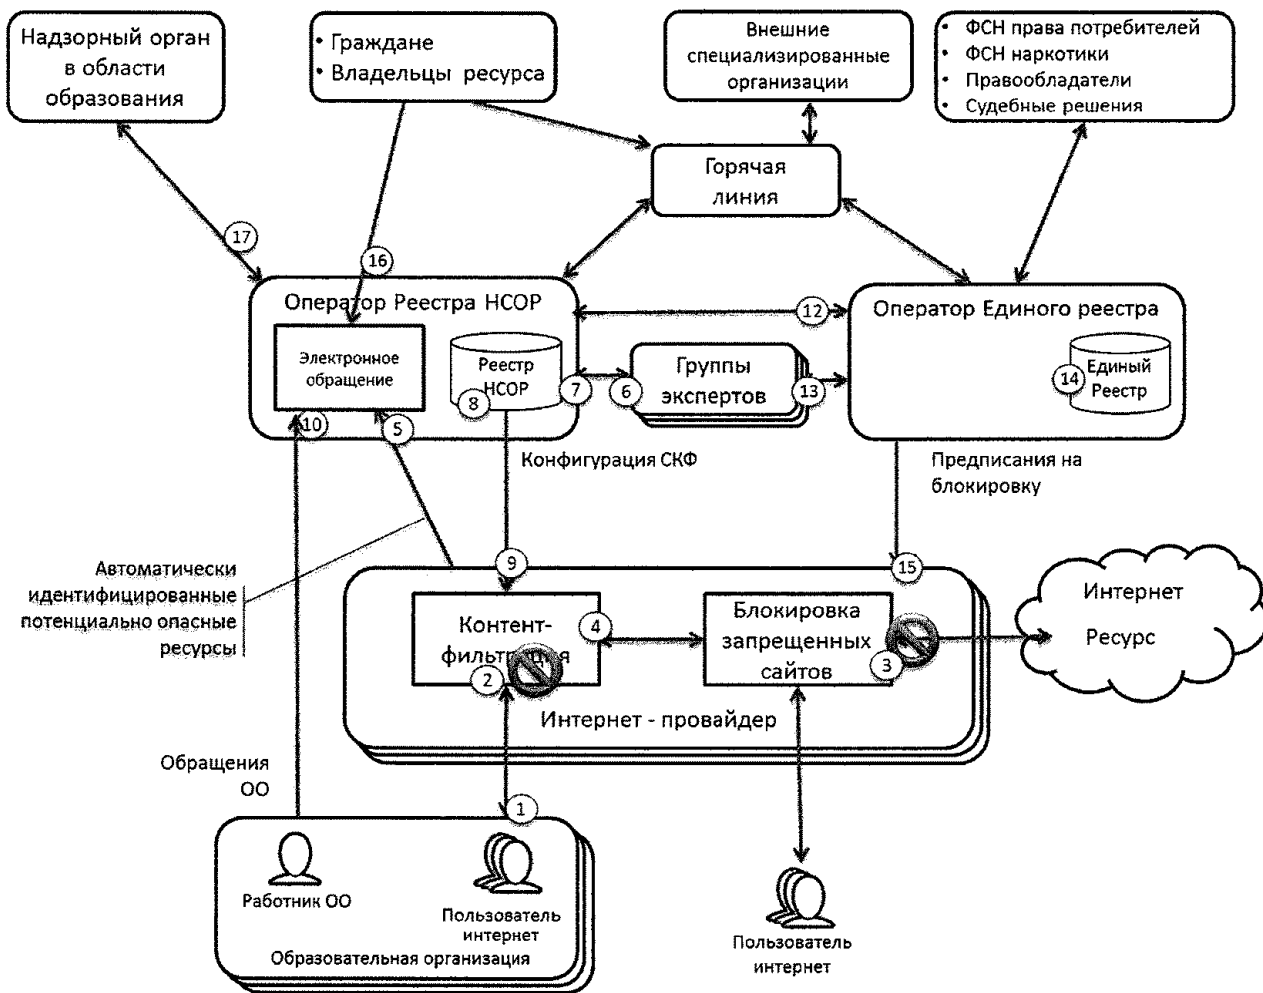 Надзорный орган
в области
образования
• Граждане
• Владельцы ресурса
Внешние
специализированные
организации
• ФСН права потребителей
• ФСН наркотики
• Правообладатели
• Судебные решения
Горячая
линия
17
16
Оператор Реестра НСОР
12
Оператор Единого реестра
Электронное
обращение
Реестр
НСОР
8
7
6
Группы
экспертов
13
14
Единый
Реестр
10
5
Конфигурация СКФ
Предписания на
блокировку
Автоматически
идентифицированные
потенциально опасные
ресурсы
9
15
Контент-
фильтрация
4
2
Блокировка
запрещенных
сайтов
3
Интернет
Ресурс
Интернет - провайдер
Обращения
ОО
1
Работник ОО
Пользователь
интернет
Образовательная организация
Пользователь
интернет